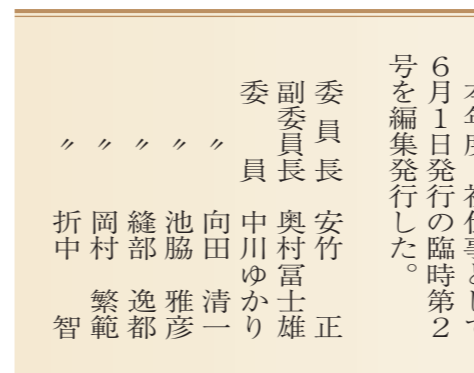 ６月１日発行の臨時第２
号を編集発行した。
委員長　安竹　正
副委員長　奥村冨士雄
委員　中川ゆかり
〃　向田　清一
〃　池脇　雅彦
〃　縫部　逸都
〃　岡村　繁範
〃　折中　智